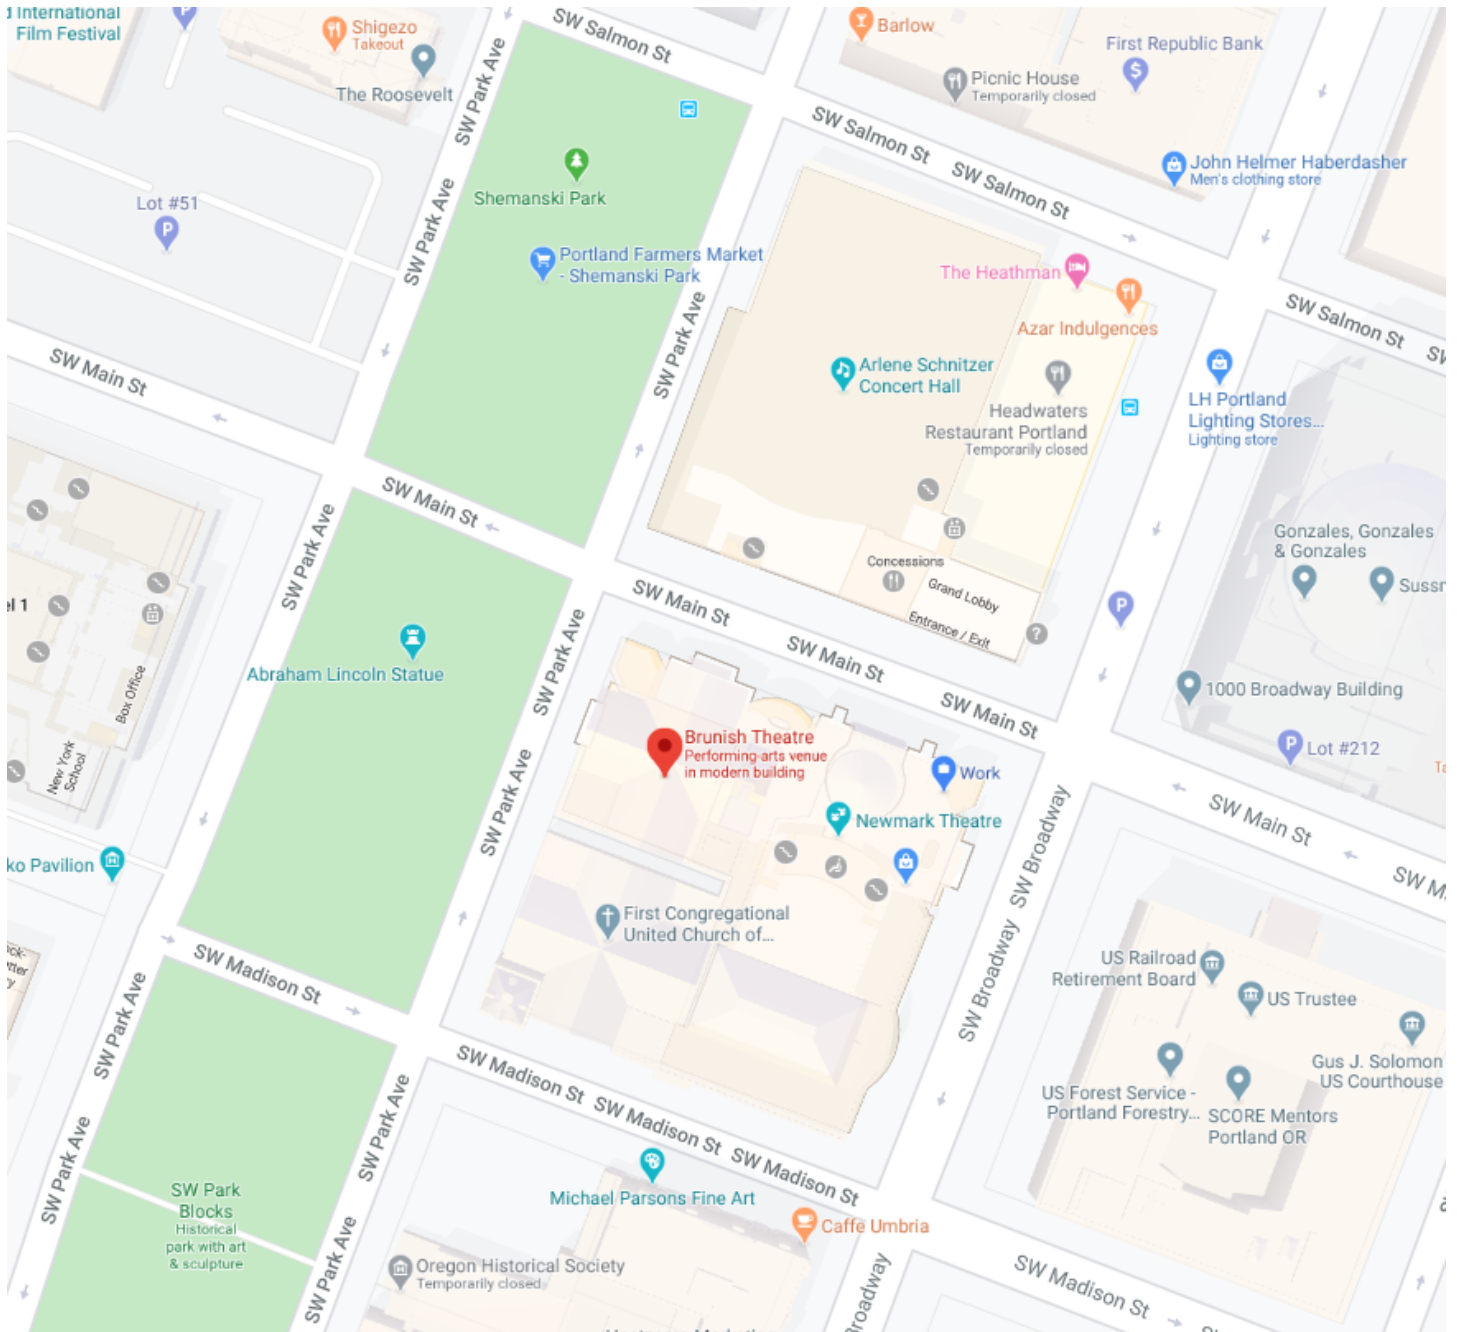 d International
Film Festival
Shigezo
Takeout
The Roosevelt
SW Park Ave
SW Salmon St
Barlow
First Republic Bank
Picnic House
Temporarily closed
SW Salmon St
SW Salmon St
John Helmer Haberdasher
Men's clothing store
Shemanski Park
Lot #51
SW Park Ave
Portland Farmers Market
- Shemanski Park
The Heathman
Azar Indulgences
SW Salmon St
SW Park Ave
SW Main St
Arlene Schnitzer
Concert Hall
Headwaters
Restaurant Portland
Temporarily closed
LH Portland
Lighting Stores...
Lighting store
SW Main St
SW Park Ave
Gonzales, Gonzales
& Gonzales
Concessions
Grand Lobby
Entrance / Exit
el 1
SW Main St
SW Main St
SW Main St
SW Park Ave
Abraham Lincoln Statue
Box Office
New York
School
1000 Broadway Building
Lot #212
Brunish Theatre
Performing-arts venue
in modern building
Work
Newmark Theatre
SW Park Ave
SW Broadway
SW Main St
SW M
ko Pavilion
First Congregational
United Church of...
SW Madison St
SW Broadway
US Railroad
Retirement Board
US Trustee
SW Park Ave
Gus J. Solomon
US Courthouse
US Forest Service -
Portland Forestry...
SCORE Mentors
Portland OR
SW Madison St
SW Madison St
SW Madison St
SW Park Ave
SW Park Ave
Michael Parsons Fine Art
Caffe Umbria
SW Park
Blocks
Historical
park with art
& sculpture
Oregon Historical Society
Temporarily closed
SW Park Ave
Broadway
SW Madison St